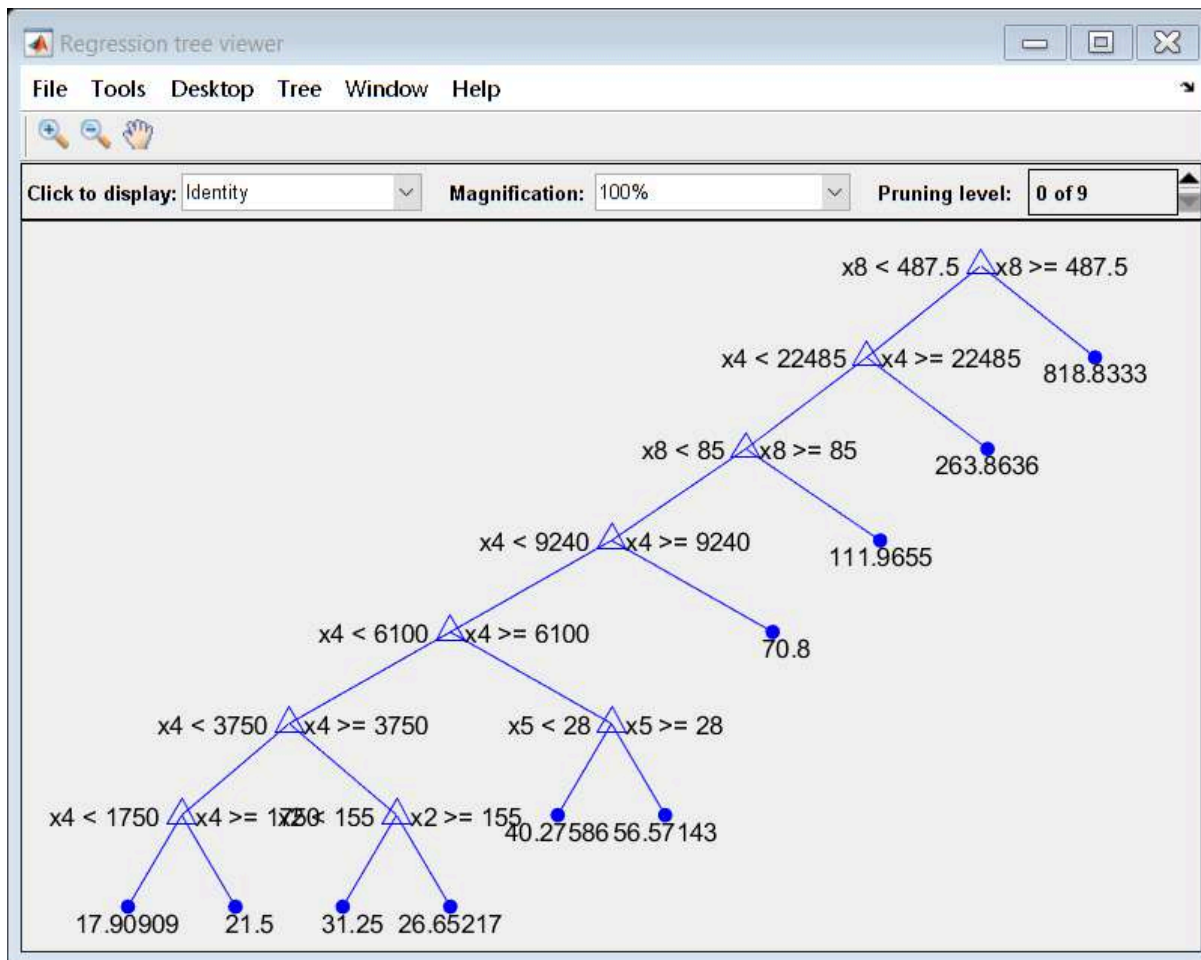 Regression tree viewer
File Tools Desktop Tree Window Help
Click to display: Identity Magnification: 100% Pruning level: 0 of 9
x8 < 487.5 x8 >= 487.5
x4 < 22485 x4 >= 22485 818.8333
x8 < 85 x8 >= 85 263.8636
x4 < 9240 x4 >= 9240 111.9655
x4 < 6100 x4 >= 6100 70.8
x4 < 3750 x4 >= 3750 x5 < 28 x5 >= 28
x4 < 1750 x4 >= 1750 x2 < 155 x2 >= 155 40.27586 56.57143
17.90909 21.5 31.25 26.65217